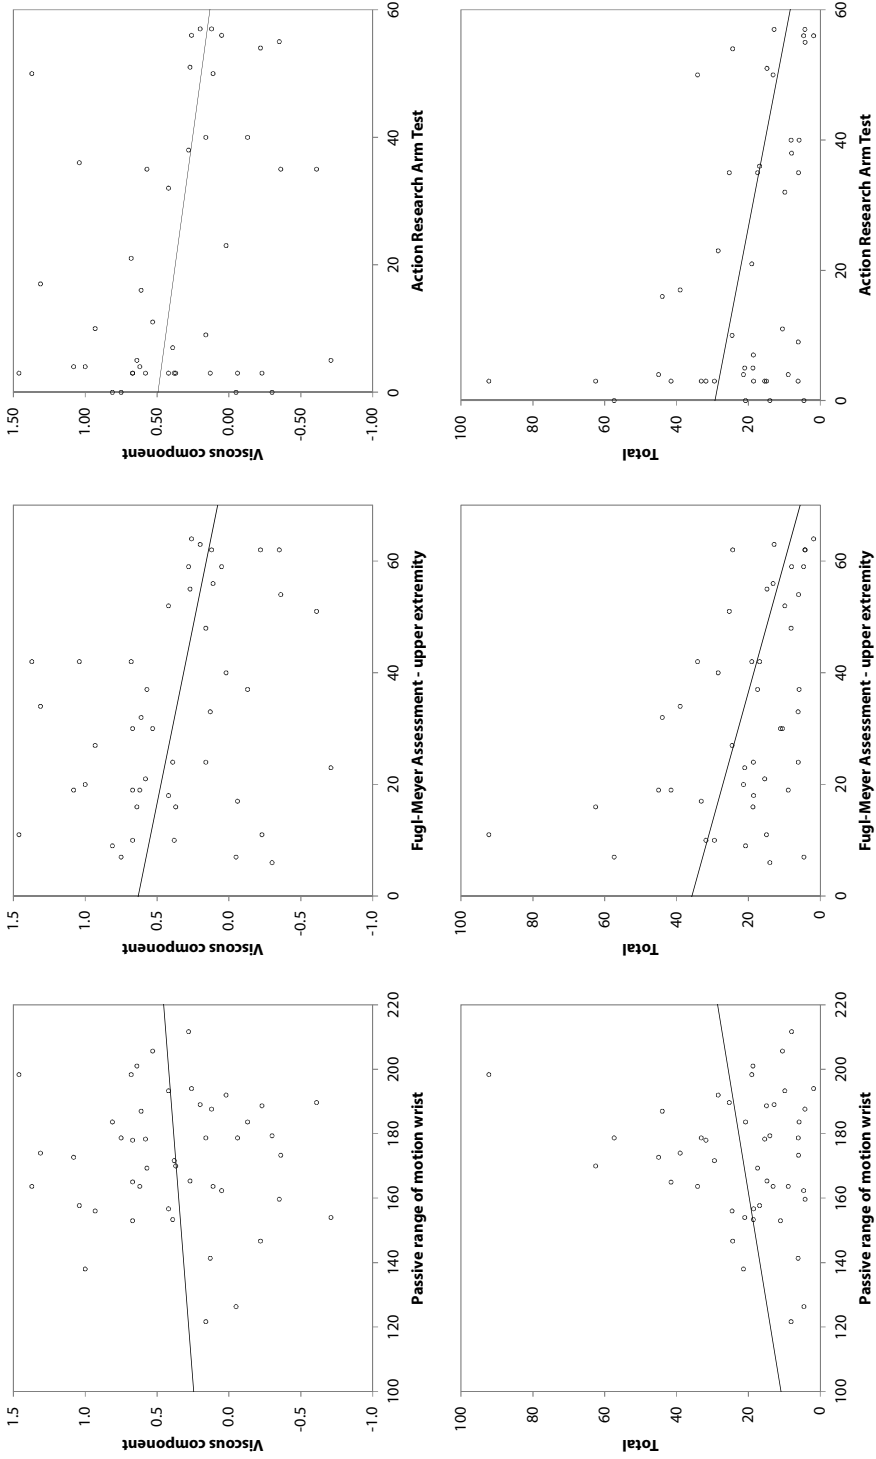 Viscous component
1.5
1.0
0.5
0.0
-0.5
-1.0
100 120 140 160 180 200 220
Passive range of motion wrist
Viscous component
1.5
1.0
0.5
0.0
-0.5
-1.0
0 20 40 60
Fugl-Meyer Assessment - upper extremity
Viscous component
1.50
1.00
0.50
0.00
-0.50
-1.00
0 20 40 60
Action Research Arm Test
Total
100
80
60
40
20
0
100 120 140 160 180 200 220
Passive range of motion wrist
Total
100
80
60
40
20
0
0 20 40 60
Fugl-Meyer Assessment - upper extremity
Total
100
80
60
40
20
0
0 20 40 60
Action Research Arm Test